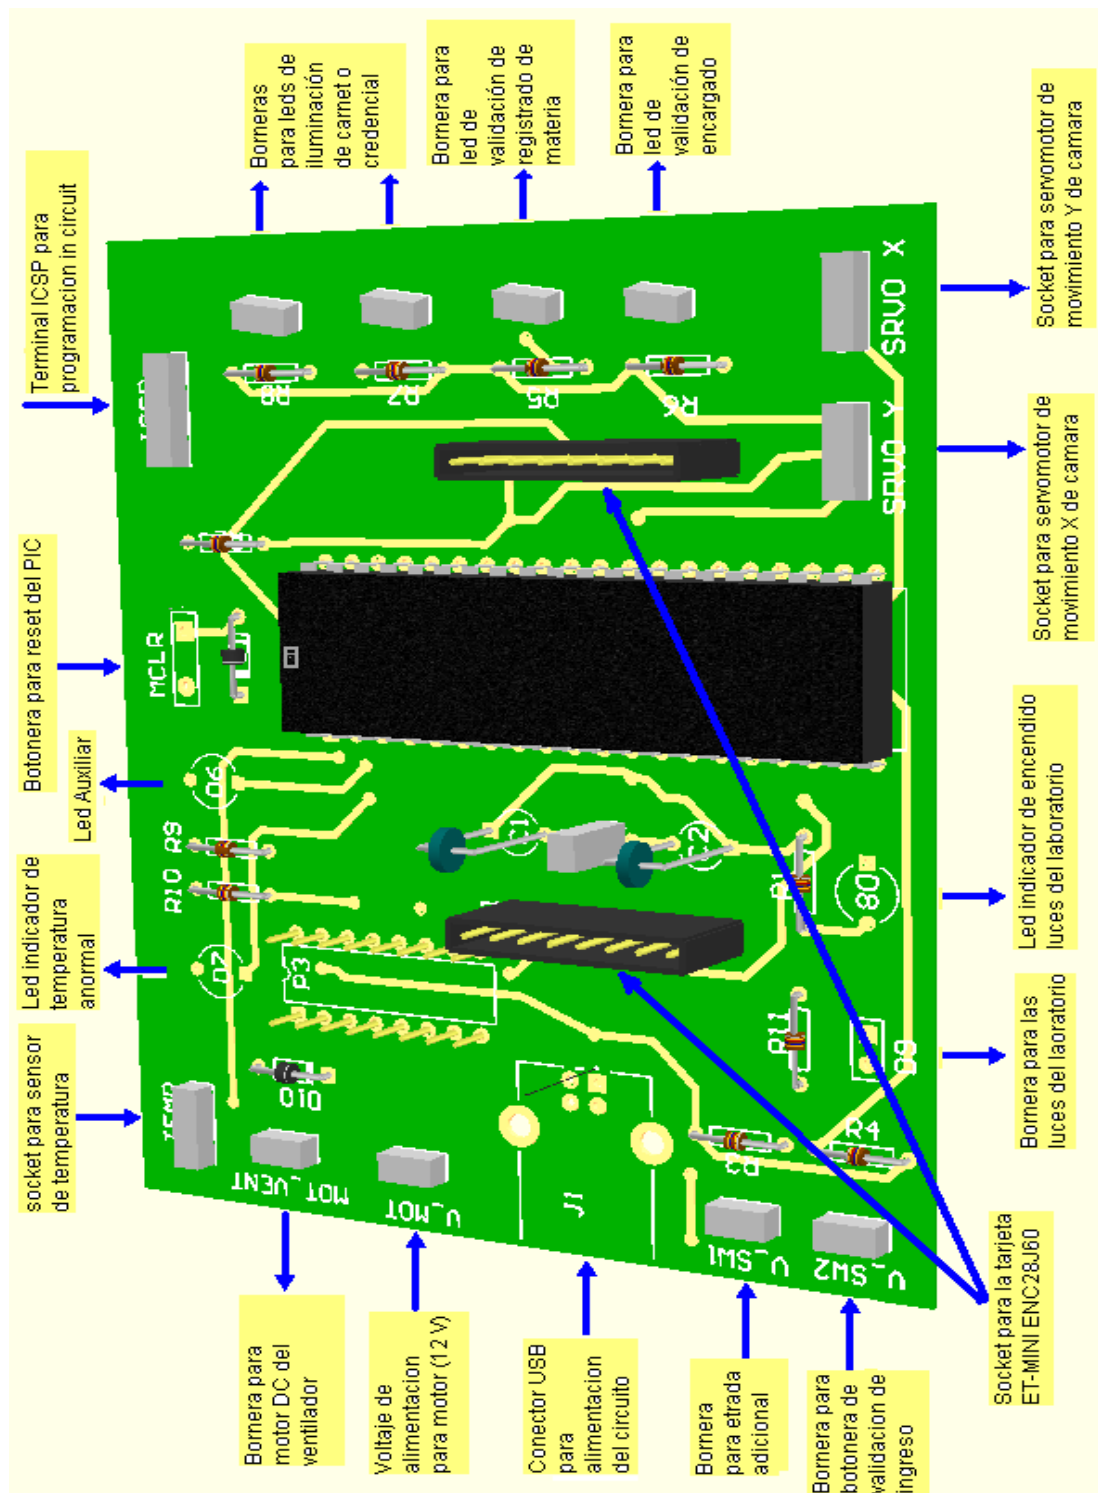 Terminal ICSP para
programacion in circuit
Borneras
para leds de
iluminación
de carnet o
credencial
Bornera para
led de
validación de
registrado de
materia
Bornera para
led de
validación de
encargado
Socket para servomotor de
movimiento Y de camara
Socket para servomotor de
movimiento X de camara
Led indicador de encendido
luces del laboratorio
Bornera para las
luces del laoratorio
Socket para la tarjeta
ET-MINI ENC28J60
Botonera para reset del PIC
Led Auxiliar
Led indicador de
temperatura
anormal
socket para sensor
de temperatura
Bornera para
motor DC del
ventilador
Voltaje de
alimentacion
para motor (12 V)
Conector USB
para
alimentacion
del circuito
Bornera
para etrada
adicional
Bornera para
botonera de
validacion de
ingreso
MCLR
R8
R7
R5
R6
SRVO X
SRVO Y
D6
R9
R10
D7
C1
C2
P3
D10
MOT_VENT
V_MOT
J1
V_SW1
V_SW2
R3
R4
R11
D9
D8